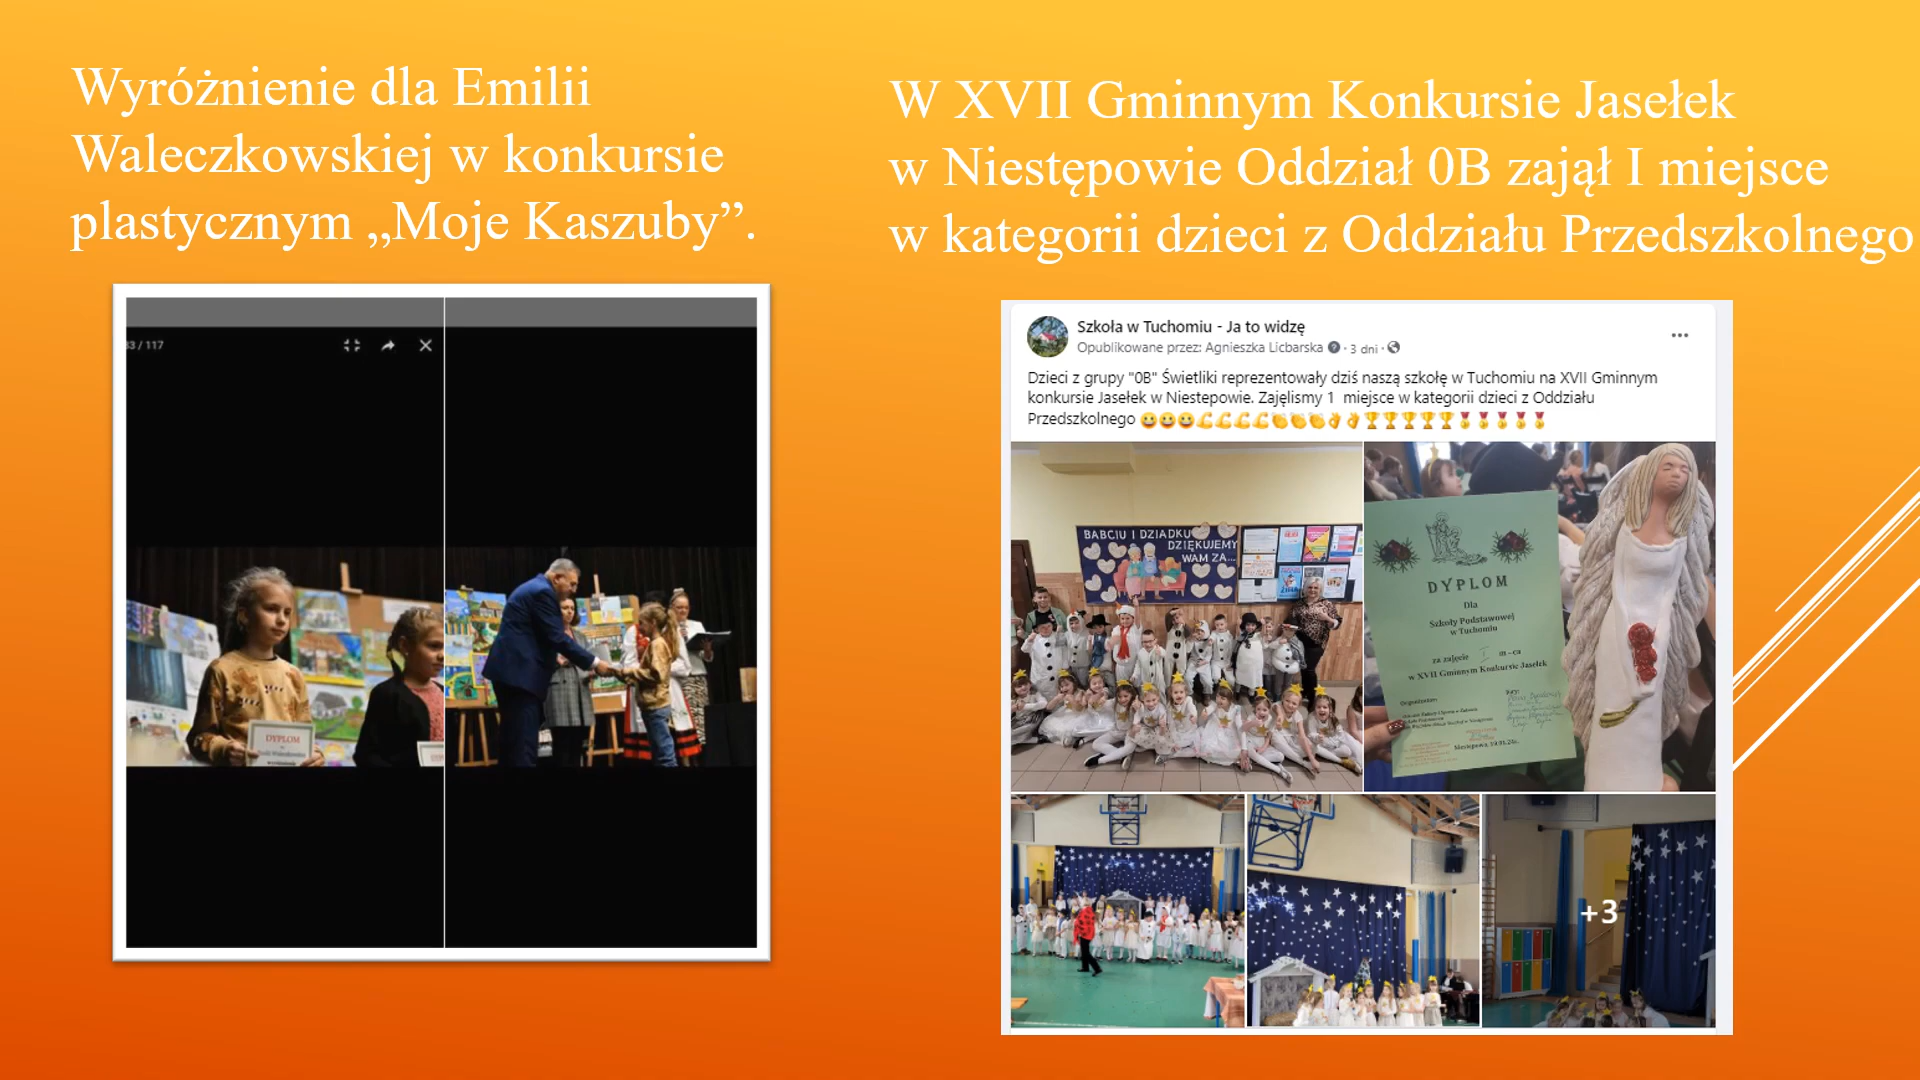 Wyróżnienie dla Emilii
Waleczkowskiej w konkursie
plastycznym „Moje Kaszuby”.
W XVII Gminnym Konkursie Jasełek
w Niestępowie Oddział 0B zajął I miejsce
w kategorii dzieci z Oddziału Przedszkolnego
3 / 117
DYPLOM
Szkoła w Tuchomiu - Ja to widzę
Opublikowane przez: Agnieszka Licbarska · 3 dni ·
Dzieci z grupy "0B" Świetliki reprezentowały dziś naszą szkołę w Tuchomiu na XVII Gminnym
konkursie Jasełek w Niestepowie. Zajęlismy 1 miejsce w kategorii dzieci z Oddziału
Przedszkolnego 😀😀😀💪💪💪💪👏👏👏👌👌🏆🏆🏆🏆🏆🏅🏅🏅🏅🏅
BABCIU I DZIADKU
DZIĘKUJEMY
WAM ZA...
DYPLOM
Dla
Szkoły Podstawowej
w Tuchomiu
za zajęcie I m-ca
w XVII Gminnym Konkursie Jasełek
Organizatorzy:
+3